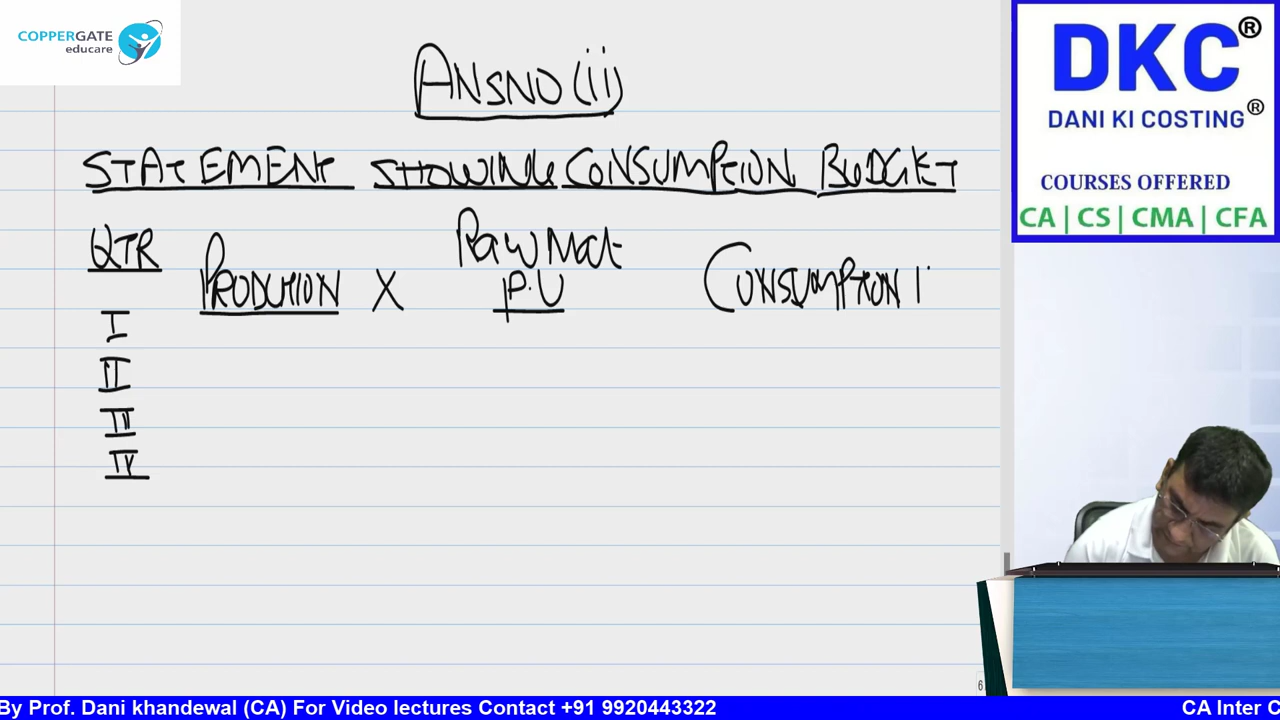 COPPERGATE
educare
ANSNO(ii)
STATEMENT SHOWING CONSUMPTION BUDGET
QTR
PRODUCTION X
Raw Mat
P.U
CONSUMPTION
I
II
III
IV
DKC®
DANI KI COSTING®
COURSES OFFERED
CA | CS | CMA | CFA
6
By Prof. Dani khandewal (CA) For Video lectures Contact +91 9920443322
CA Inter C